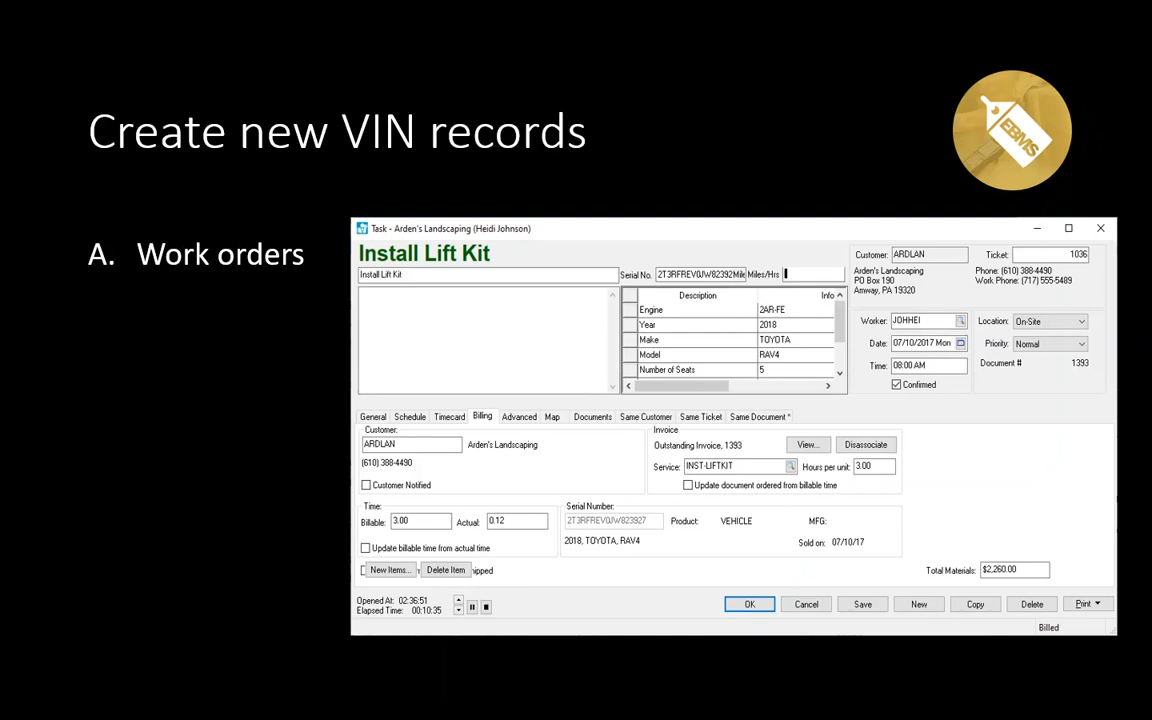 Create new VIN records
EBMS
A. Work orders
Task - Arden's Landscaping (Heidi Johnson)
Install Lift Kit
Install Lift Kit
Serial No. 2T3RFREV0JW82392 Miles/Hrs
Description Info
Engine 2AR-FE
Year 2018
Make TOYOTA
Model RAV4
Number of Seats 5
Customer: ARDLAN Ticket: 1036
Arden's Landscaping Phone: (610) 388-4490
PO Box 190 Work Phone: (717) 555-5489
Amway, PA 19320
Worker: JOHHEI Location: On-Site
Date: 07/10/2017 Mon Priority: Normal
Time: 08:00 AM Document # 1393
Confirmed
General Schedule Timecard Billing Advanced Map Documents Same Customer Same Ticket Same Document *
Customer:
ARDLAN Arden's Landscaping
(610) 388-4490
Customer Notified
Invoice
Outstanding Invoice, 1393 View... Disassociate
Service: INST-LIFTKIT Hours per unit: 3.00
Update document ordered from billable time
Time:
Billable: 3.00 Actual: 0.12
Update billable time from actual time
Serial Number:
2T3RFREV0JW823927 Product: VEHICLE MFG:
2018, TOYOTA, RAV4 Sold on: 07/10/17
New Items... Delete Item hipped
Total Materials: $2,260.00
Opened At: 02:36:51
Elapsed Time: 00:10:35
OK Cancel Save New Copy Delete Print
Billed